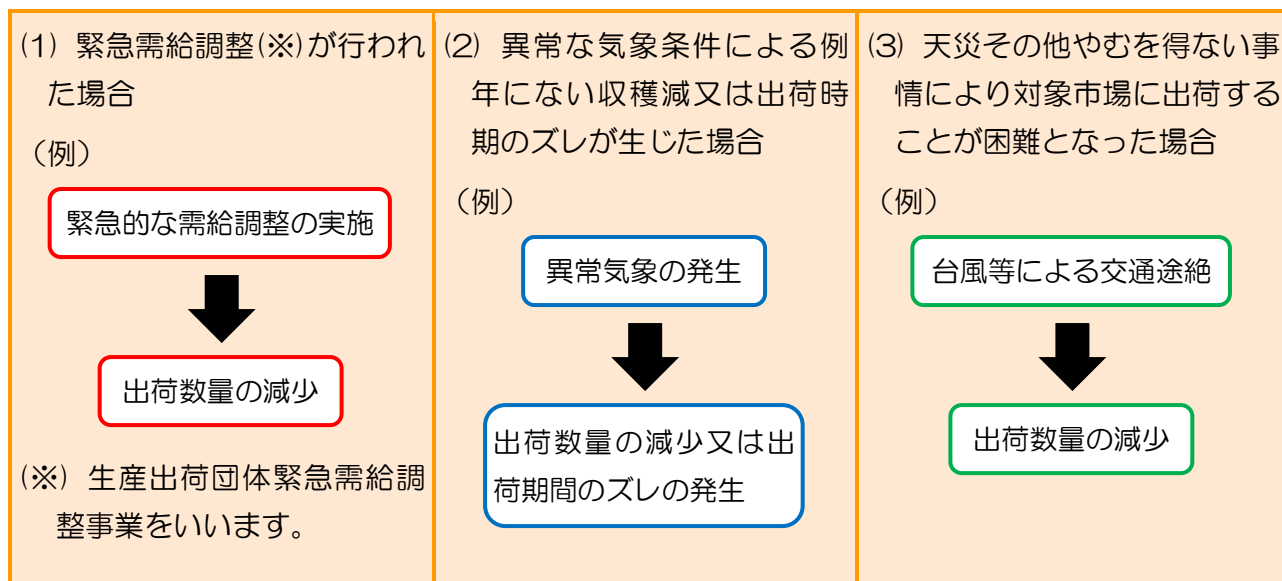 (1) 緊急需給調整(※)が行われ
た場合
(例)
緊急的な需給調整の実施
出荷数量の減少
(※) 生産出荷団体緊急需給調
整事業をいいます。
(2) 異常な気象条件による例
年にない収穫減又は出荷時
期のズレが生じた場合
(例)
異常気象の発生
出荷数量の減少又は出
荷期間のズレの発生
(3) 天災その他やむを得ない事
情により対象市場に出荷する
ことが困難となった場合
(例)
台風等による交通途絶
出荷数量の減少